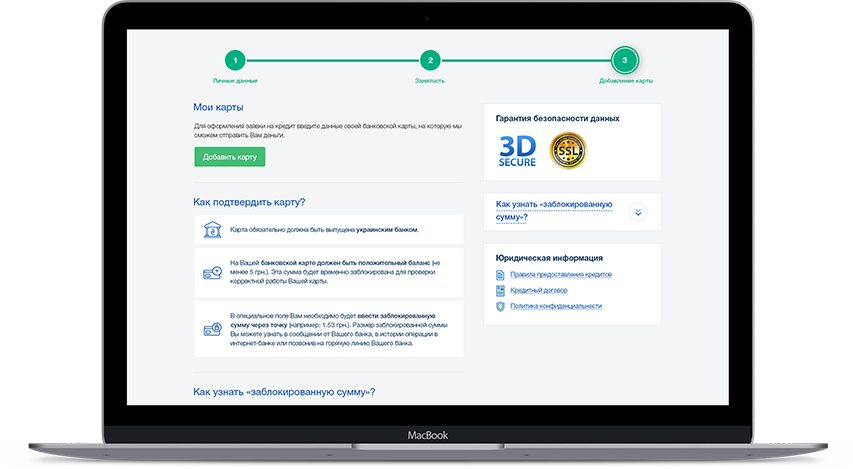 1
2
3
Личные данные
Занятость
Добавление карты
Мои карты
Для оформления заявки на кредит введите данные своей банковской карты, на которую мы
сможем отправить Вам деньги.
Добавить карту
Как подтвердить карту?
Карта обязательно должна быть выпущена украинским банком.
На Вашей банковской карте должен быть положительный баланс (не
менее 5 грн.). Эта сумма будет временно заблокирована для проверки
корректной работы Вашей карты.
В специальное поле Вам необходимо будет ввести заблокированную
сумму через точку (например: 1.53 грн.). Размер заблокированной суммы
Вы можете узнать в сообщении от Вашего банка, в истории операции в
интернет-банке или позвонив на горячую линию Вашего банка.
Как узнать «заблокированную сумму»?
Гарантия безопасности данных
3D
SECURE
SSL
Как узнать «заблокированную
сумму»?
Юридическая информация
Правила предоставления кредитов
Кредитный договор
Политика конфиденциальности
MacBook